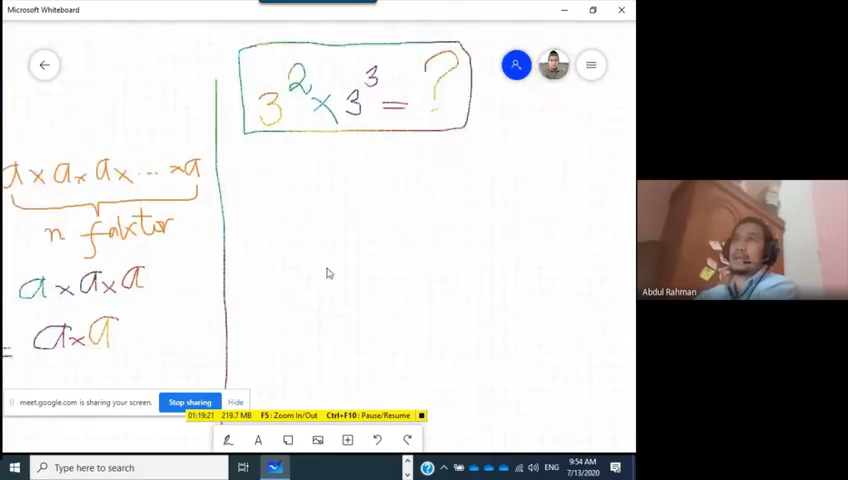 Microsoft Whiteboard
3² × 3³ = ?
a × a × a × ... × a
n faktor
a × a × a
= a × a
Abdul Rahman
meet.google.com is sharing your screen.
Stop sharing
Hide
01:19:21 219.7 MB F5: Zoom In/Out Ctrl+F10: Pause/Resume
A
Type here to search
ENG
9:54 AM
7/13/2020